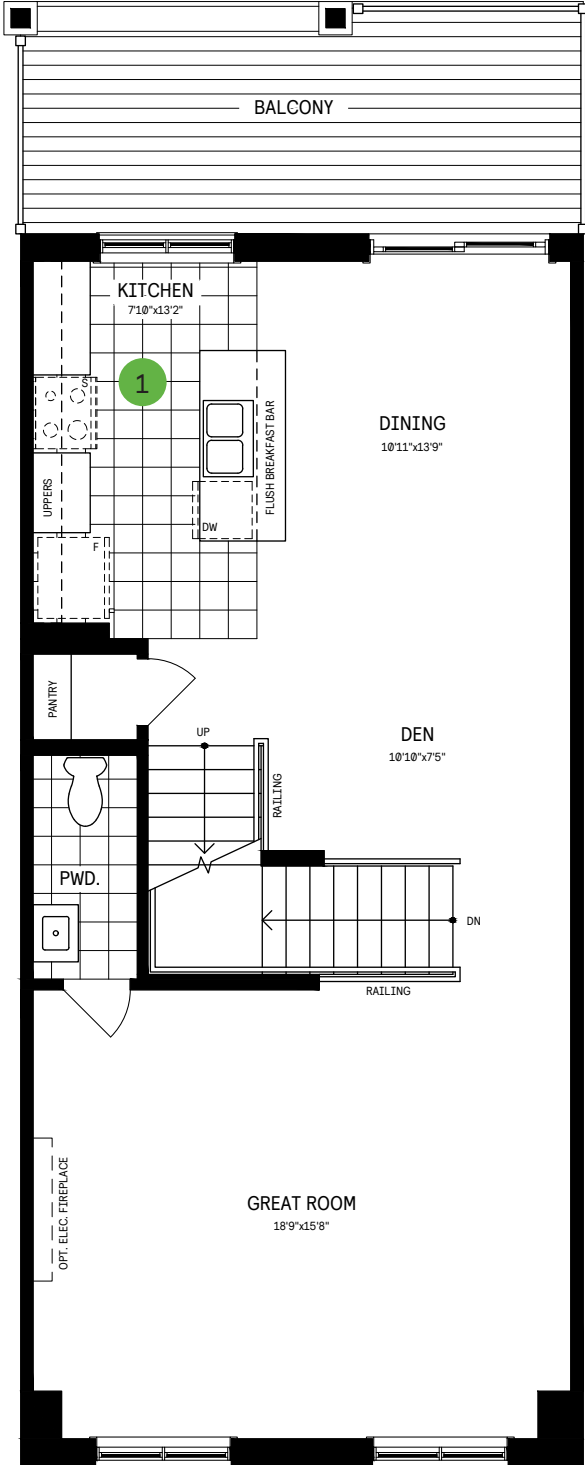 BALCONY
KITCHEN
7'10"x13'2"
1
S
DINING
10'11"x13'9"
FLUSH BREAKFAST BAR
UPPERS
DW
F
PANTRY
UP
DEN
10'10"x7'5"
RAILING
PWD.
DN
RAILING
OPT. ELEC. FIREPLACE
GREAT ROOM
18'9"x15'8"